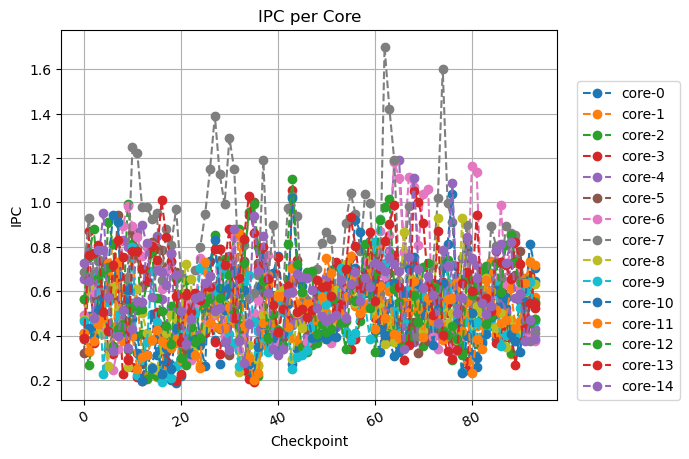 IPC per Core
IPC
1.6
1.4
1.2
1.0
0.8
0.6
0.4
0.2
0
20
40
60
80
Checkpoint
core-0
core-1
core-2
core-3
core-4
core-5
core-6
core-7
core-8
core-9
core-10
core-11
core-12
core-13
core-14